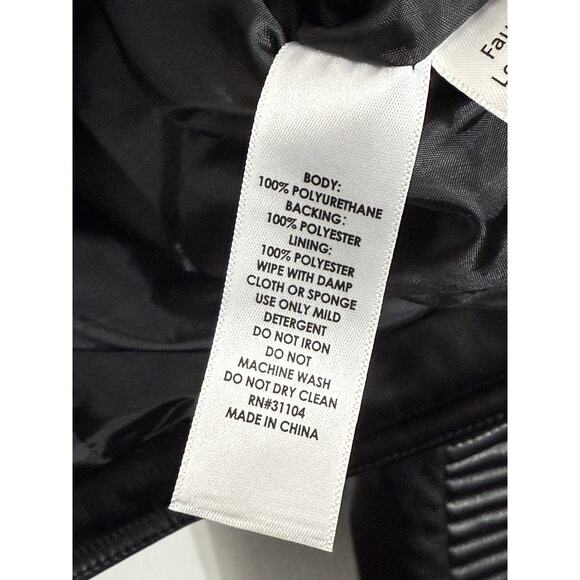 BODY:
100% POLYURETHANE
BACKING:
100% POLYESTER
LINING:
100% POLYESTER
WIPE WITH DAMP
CLOTH OR SPONGE
USE ONLY MILD
DETERGENT
DO NOT IRON
DO NOT
MACHINE WASH
DO NOT DRY CLEAN
RN#31104
MADE IN CHINA